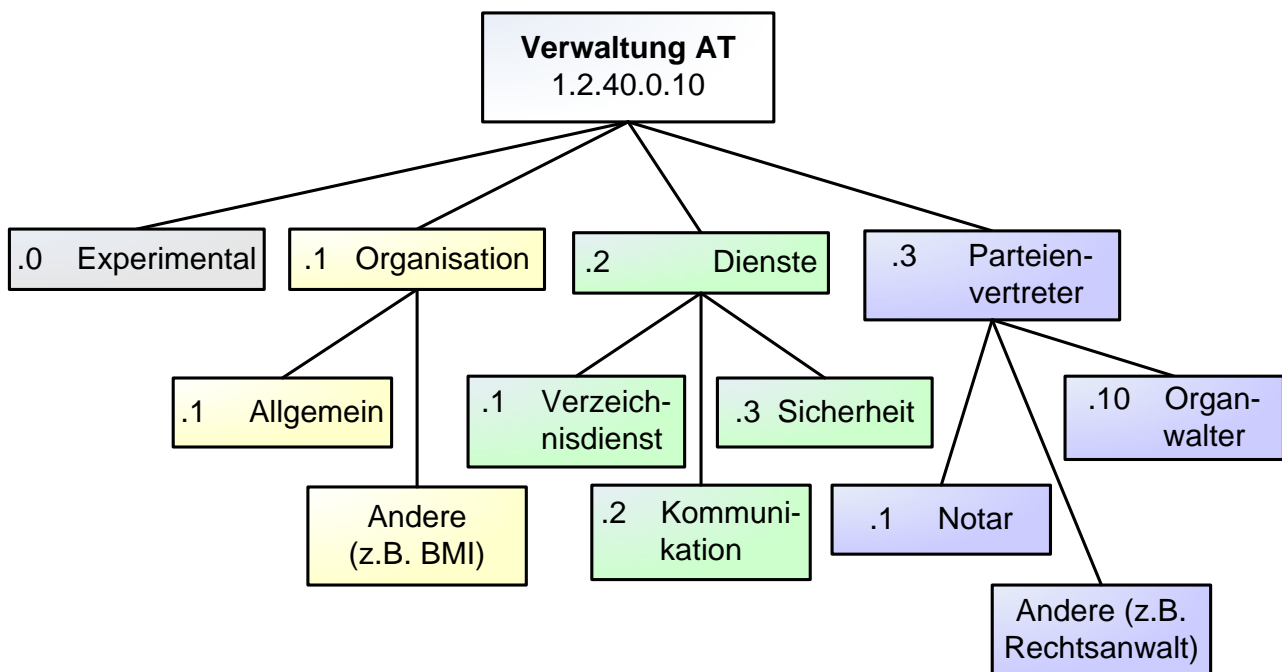 Verwaltung AT
1.2.40.0.10
.0 Experimental
.1 Organisation
.2 Dienste
.3 Parteien-
vertreter
.1 Allgemein
Andere
(z.B. BMI)
.1 Verzeich-
nisdienst
.2 Kommuni-
kation
.3 Sicherheit
.1 Notar
Andere (z.B.
Rechtsanwalt)
.10 Organ-
walter